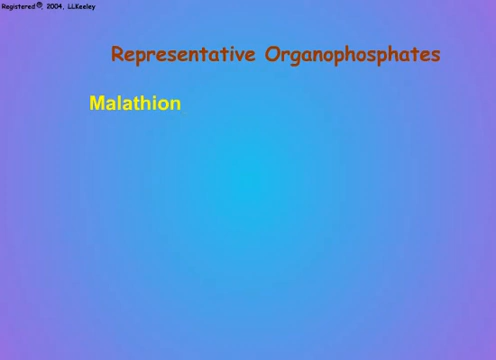 Registered ®, 2004, LLKeeley
Representative Organophosphates
Malathion